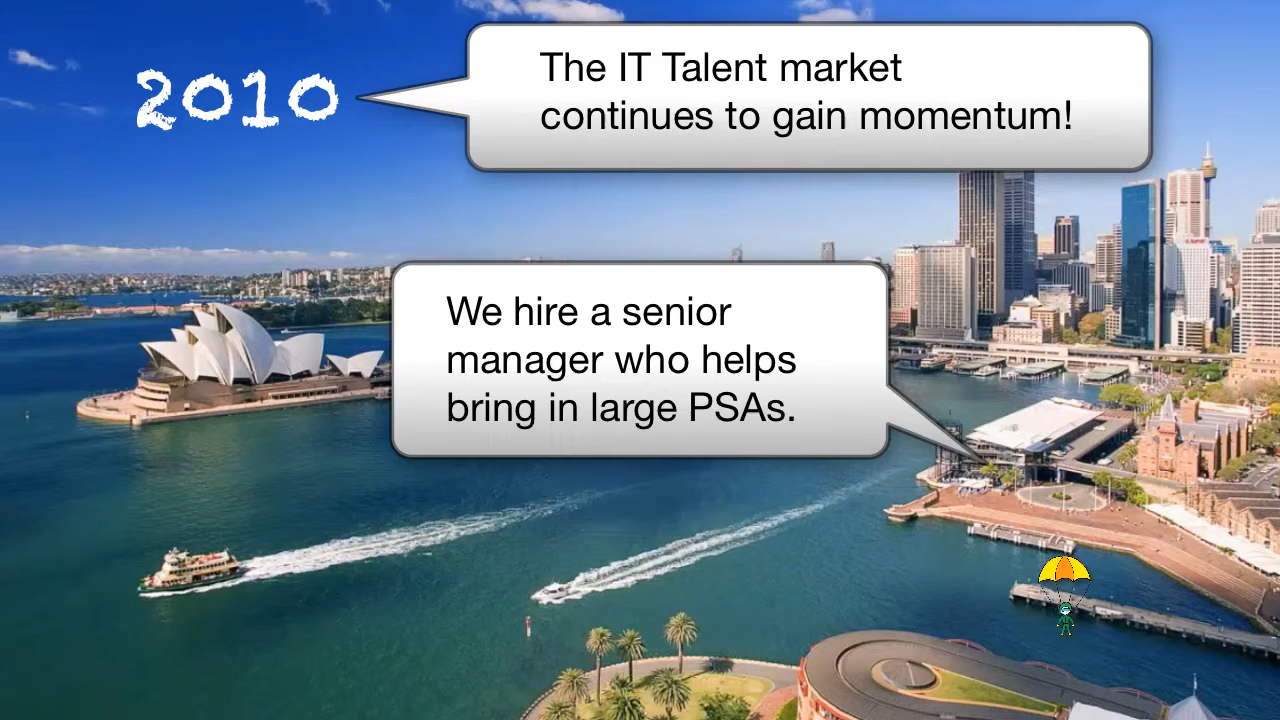 2010
The IT Talent market
continues to gain momentum!
We hire a senior
manager who helps
bring in large PSAs.